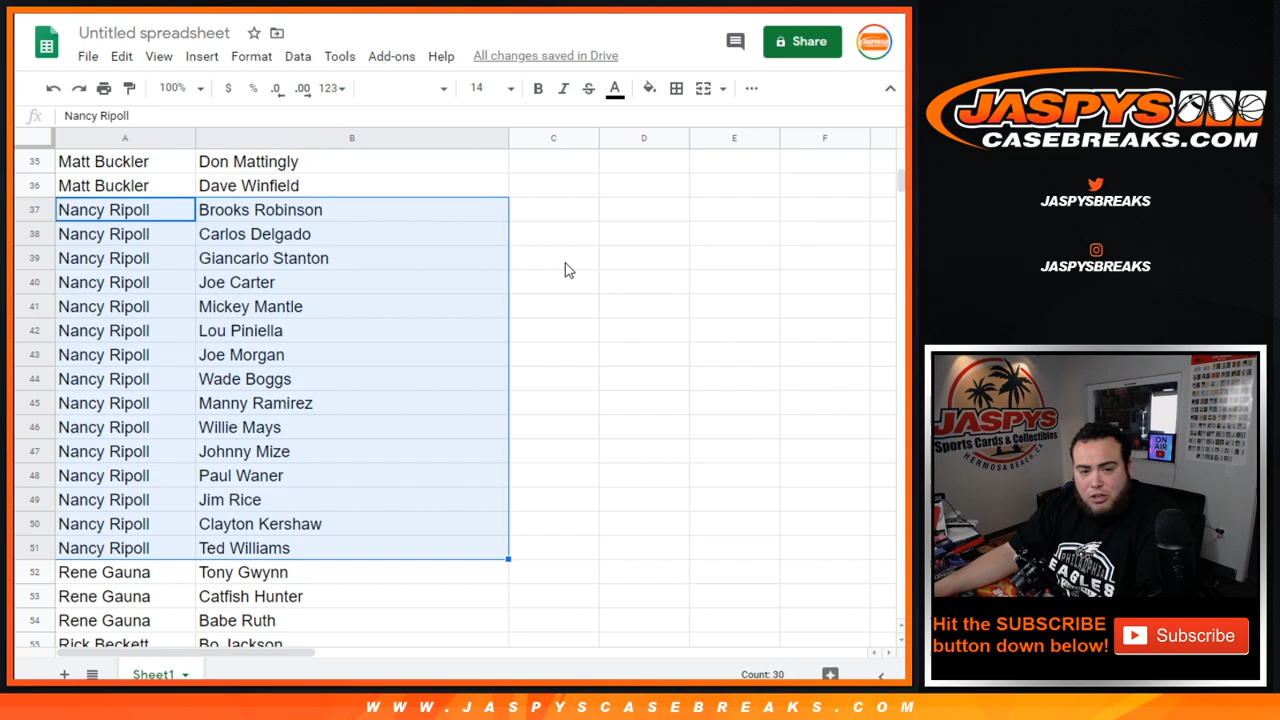 Untitled spreadsheet
File Edit View Insert Format Data Tools Add-ons Help All changes saved in Drive
Share
100% $ % .0 .00 123 14 B I S A
fx Nancy Ripoll
A B C D E F
35 Matt Buckler Don Mattingly
36 Matt Buckler Dave Winfield
37 Nancy Ripoll Brooks Robinson
38 Nancy Ripoll Carlos Delgado
39 Nancy Ripoll Giancarlo Stanton
40 Nancy Ripoll Joe Carter
41 Nancy Ripoll Mickey Mantle
42 Nancy Ripoll Lou Piniella
43 Nancy Ripoll Joe Morgan
44 Nancy Ripoll Wade Boggs
45 Nancy Ripoll Manny Ramirez
46 Nancy Ripoll Willie Mays
47 Nancy Ripoll Johnny Mize
48 Nancy Ripoll Paul Waner
49 Nancy Ripoll Jim Rice
50 Nancy Ripoll Clayton Kershaw
51 Nancy Ripoll Ted Williams
52 Rene Gauna Tony Gwynn
53 Rene Gauna Catfish Hunter
54 Rene Gauna Babe Ruth
55 Rick Beckett Bo Jackson
Sheet1
Count: 30
JASPYS
CASEBREAKS.COM
JASPYSBREAKS
JASPYSBREAKS
JASPYS
Sports Cards & Collectibles
HERMOSA BEACH, CA
ON AIR
PHILADELPHIA
EAGLES
Hit the SUBSCRIBE
button down below!
Subscribe
WWW.JASPYSCASEBREAKS.COM